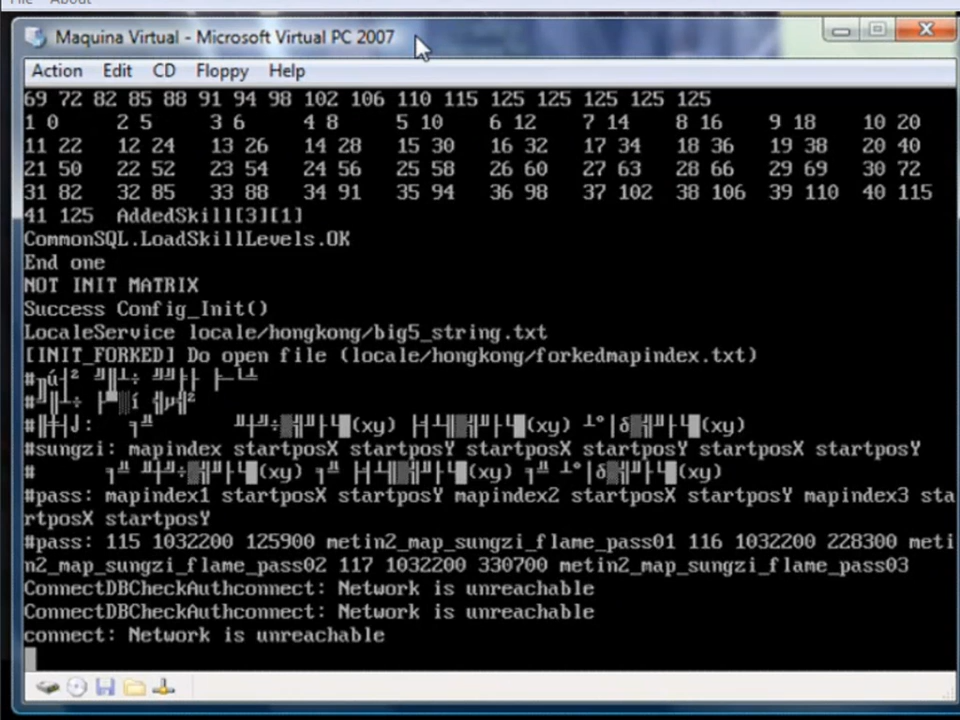 File About
Maquina Virtual - Microsoft Virtual PC 2007
Action Edit CD Floppy Help
69 72 82 85 88 91 94 98 102 106 110 115 125 125 125 125 125
1 0 2 5 3 6 4 8 5 10 6 12 7 14 8 16 9 18 10 20
11 22 12 24 13 26 14 28 15 30 16 32 17 34 18 36 19 38 20 40
21 50 22 52 23 54 24 56 25 58 26 60 27 63 28 66 29 69 30 72
31 82 32 85 33 88 34 91 35 94 36 98 37 102 38 106 39 110 40 115
41 125 AddedSkill[3][1]
CommonSQL.LoadSkillLevels.OK
End one
NOT INIT MATRIX
Success Config_Init()
LocaleService locale/hongkong/big5_string.txt
[INIT_FORKED] Do open file (locale/hongkong/forkedmapindex.txt)
#
#
# (xy) (xy) (xy)
#sungzi: mapindex startposX startposY startposX startposY startposX startposY
# (xy) (xy) (xy)
#pass: mapindex1 startposX startposY mapindex2 startposX startposY mapindex3 sta
rtposX startposY
#pass: 115 1032200 125900 metin2_map_sungzi_flame_pass01 116 1032200 228300 meti
n2_map_sungzi_flame_pass02 117 1032200 330700 metin2_map_sungzi_flame_pass03
ConnectDBCheckAuthconnect: Network is unreachable
ConnectDBCheckAuthconnect: Network is unreachable
connect: Network is unreachable